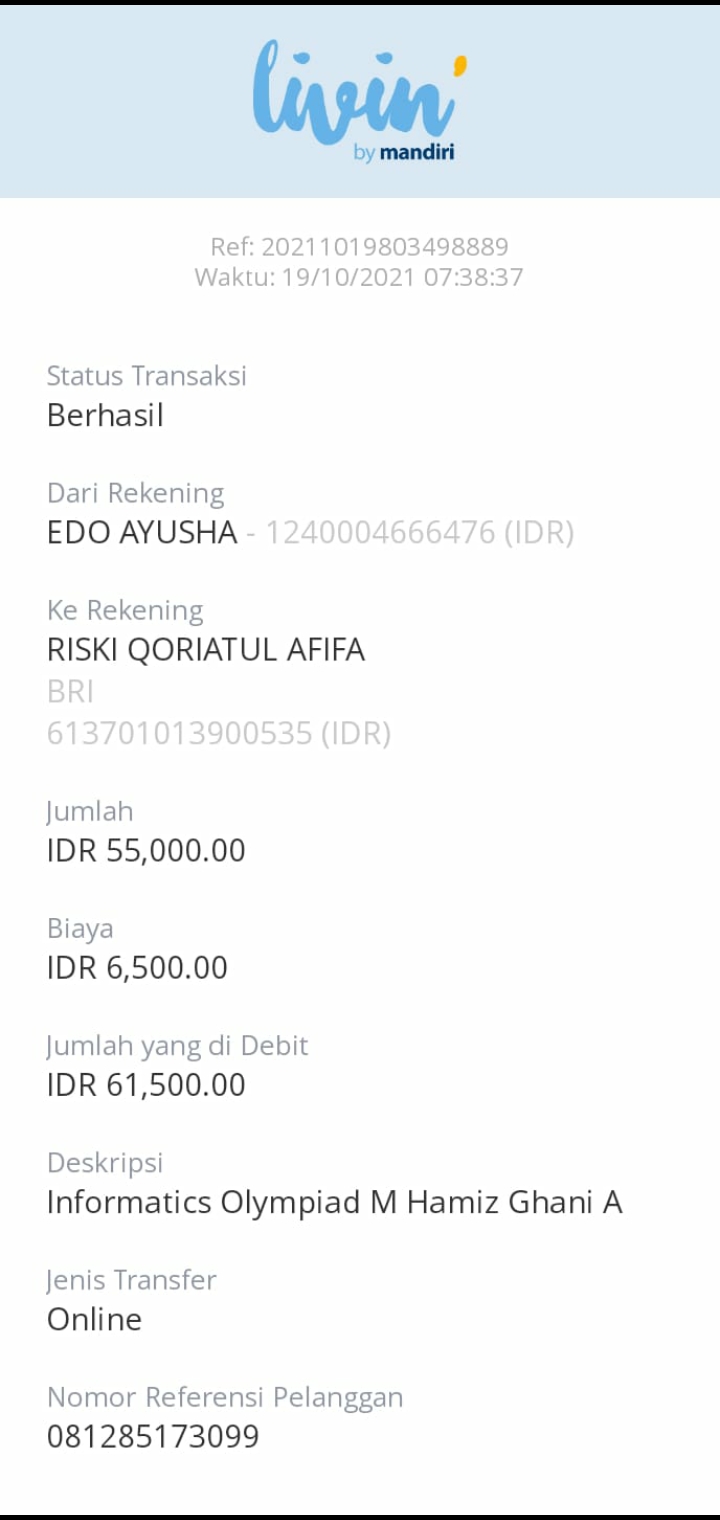 livin'
by mandiri
Ref: 20211019803498889
Waktu: 19/10/2021 07:38:37
Status Transaksi
Berhasil
Dari Rekening
EDO AYUSHA - 1240004666476 (IDR)
Ke Rekening
RISKI QORIATUL AFIFA
BRI
613701013900535 (IDR)
Jumlah
IDR 55,000.00
Biaya
IDR 6,500.00
Jumlah yang di Debit
IDR 61,500.00
Deskripsi
Informatics Olympiad M Hamiz Ghani A
Jenis Transfer
Online
Nomor Referensi Pelanggan
081285173099